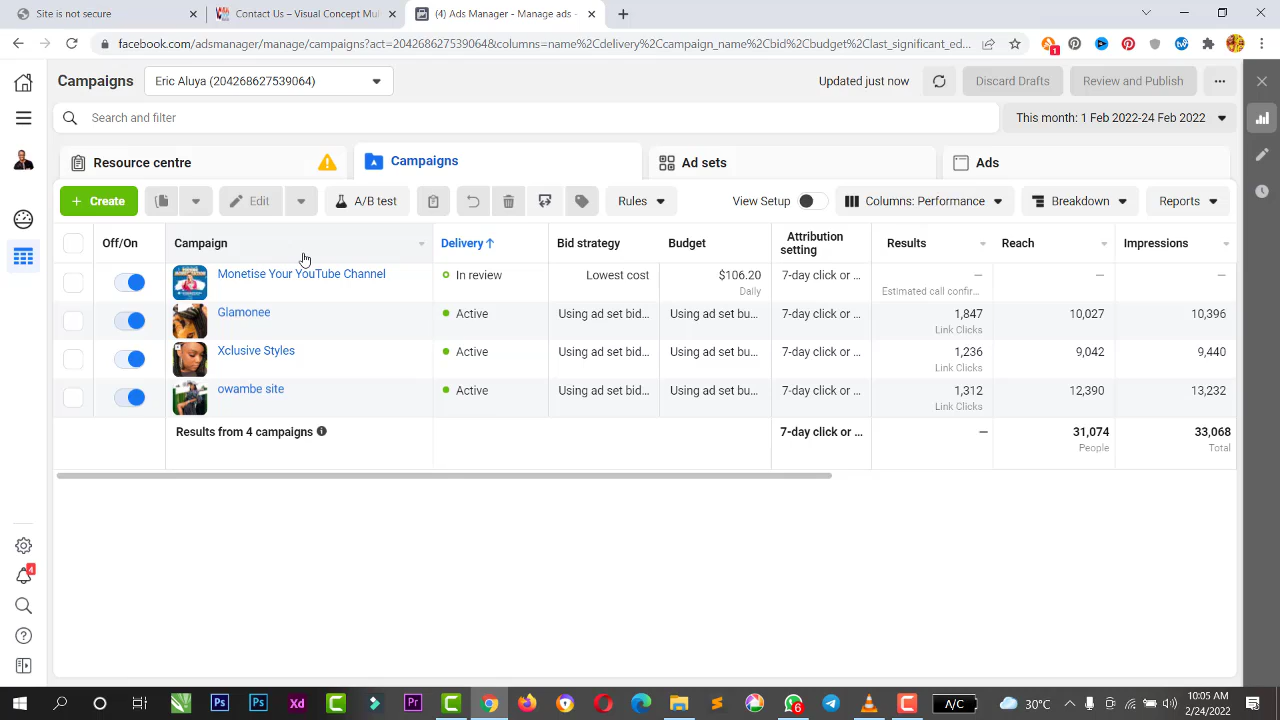 Site is not secure
Contact Us – Visual Concept Mul
(4) Ads Manager - Manage ads -
facebook.com/adsmanager/manage/campaigns?act=204268627539064&columns=name%2Cdelivery%2Ccampaign_name%2Cbid%2Cbudget%2Clast_significant_ed...
1
Campaigns
Eric Aluya (204268627539064)
Updated just now
Discard Drafts
Review and Publish
Search and filter
This month: 1 Feb 2022-24 Feb 2022
Resource centre
Campaigns
Ad sets
Ads
+ Create
Edit
A/B test
Rules
View Setup
Columns: Performance
Breakdown
Reports
Off/On
Campaign
Delivery ↑
Bid strategy
Budget
Attribution
setting
Results
Reach
Impressions
Monetise Your YouTube Channel
In review
Lowest cost
$106.20
Daily
7-day click or ...
—
Estimated call confir...
—
—
Glamonee
Active
Using ad set bid...
Using ad set bu...
7-day click or ...
1,847
Link Clicks
10,027
10,396
Xclusive Styles
Active
Using ad set bid...
Using ad set bu...
7-day click or ...
1,236
Link Clicks
9,042
9,440
owambe site
Active
Using ad set bid...
Using ad set bu...
7-day click or ...
1,312
Link Clicks
12,390
13,232
Results from 4 campaigns
7-day click or ...
—
31,074
People
33,068
Total
4
Ps
Ps
Xd
Pr
6
A/C
30°C
10:05 AM
2/24/2022